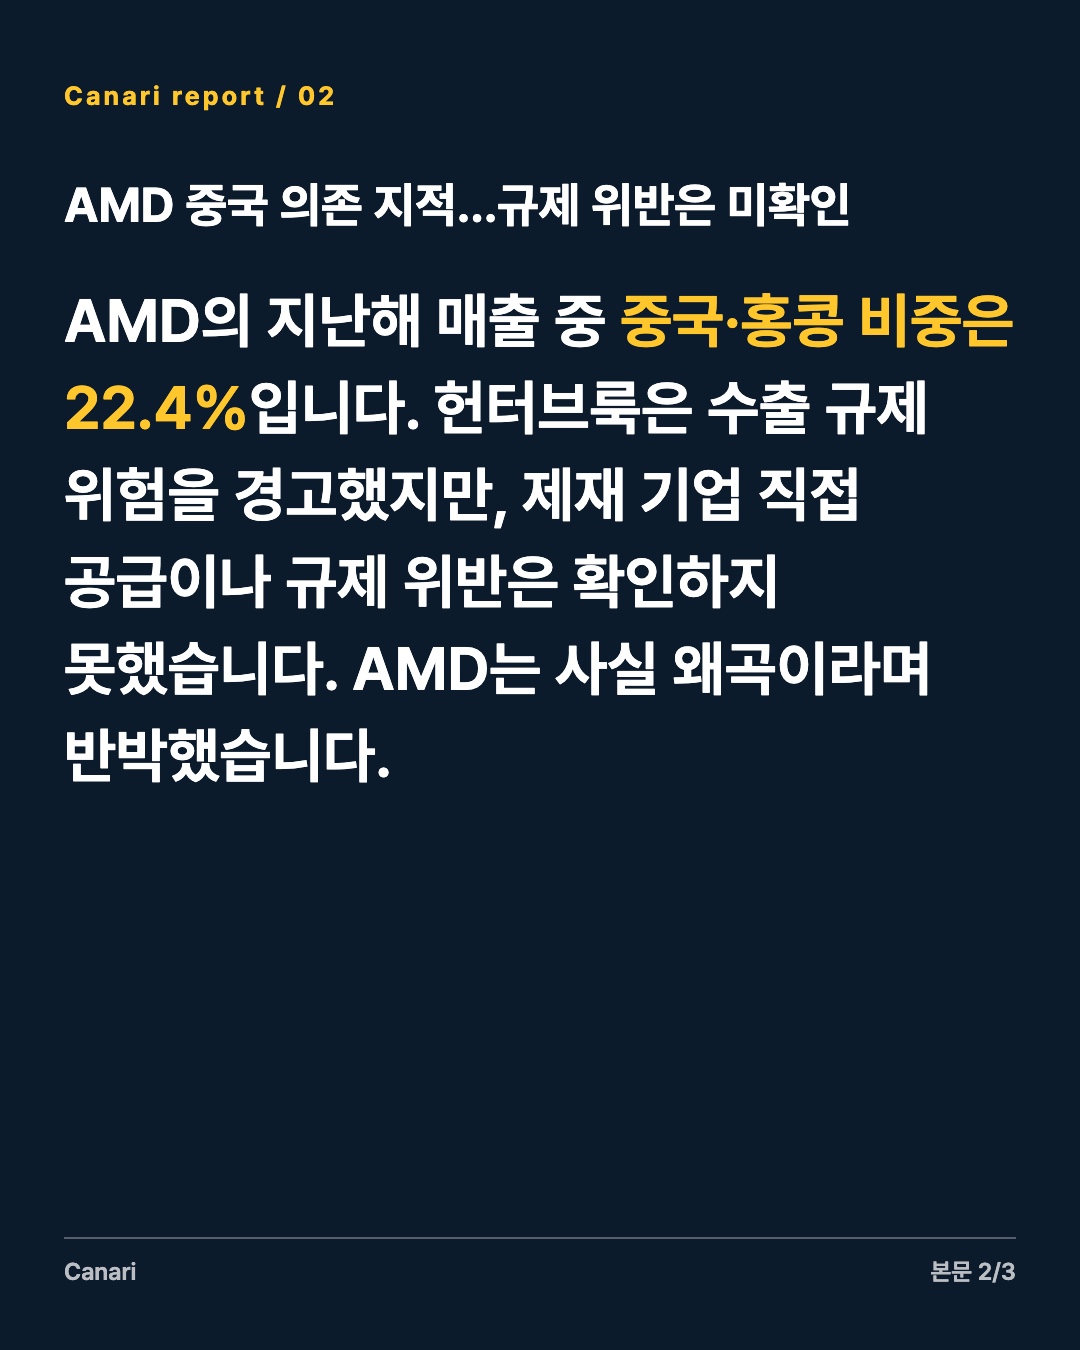 Canari report / 02
AMD 중국 의존 지적...규제 위반은 미확인
AMD의 지난해 매출 중 중국·홍콩 비중은
22.4%입니다. 헌터브룩은 수출 규제
위험을 경고했지만, 제재 기업 직접
공급이나 규제 위반은 확인하지
못했습니다. AMD는 사실 왜곡이라며
반박했습니다.
Canari
본문 2/3